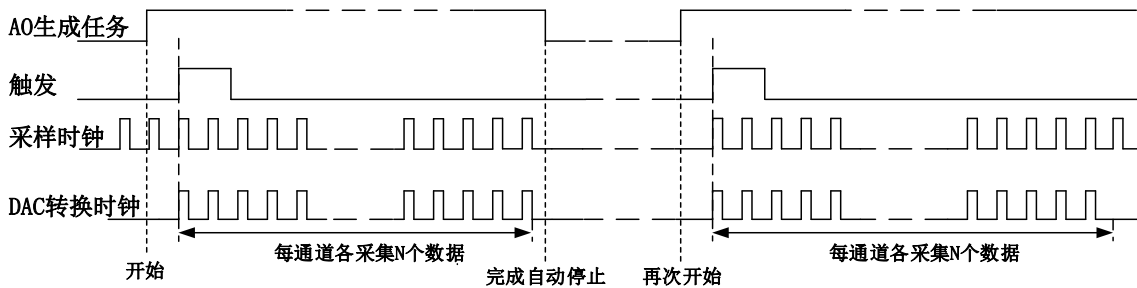 AO生成任务
触发
采样时钟
DAC转换时钟
每通道各采集N个数据
每通道各采集N个数据
开始
完成自动停止
再次开始